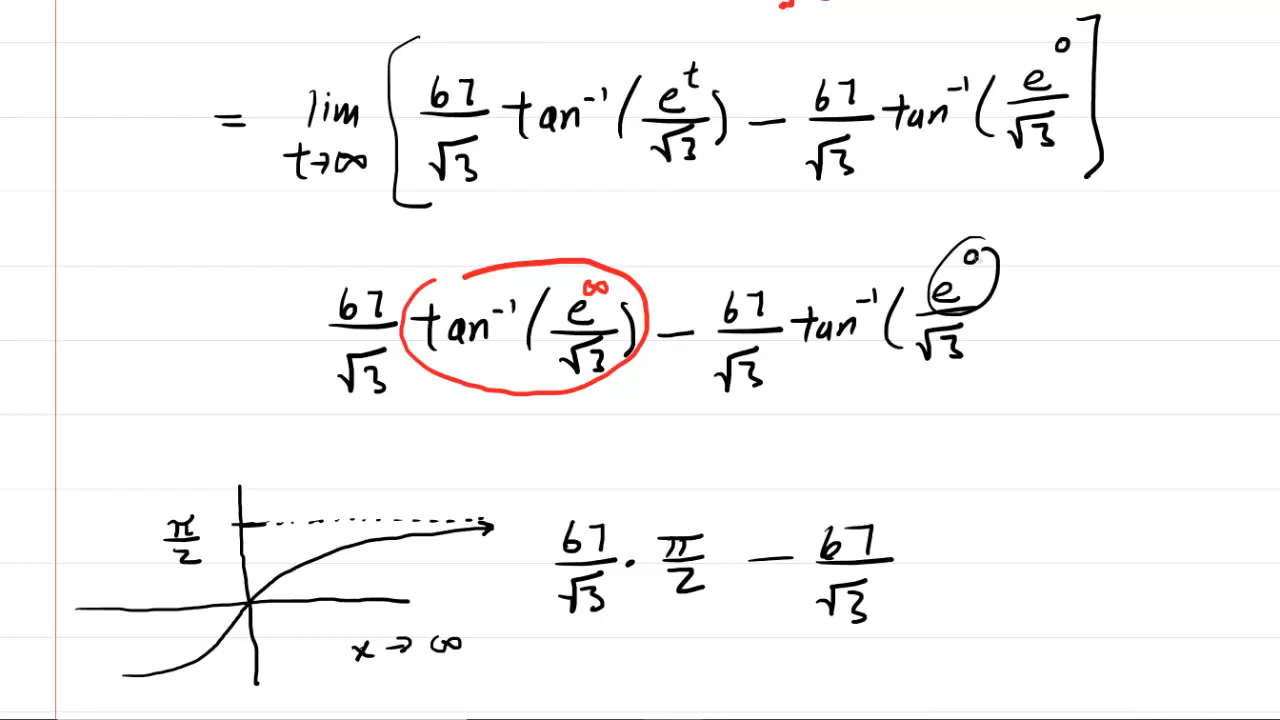 = lim t→∞ [ 67/√3 tan⁻¹(e^t/√3) − 67/√3 tan⁻¹(e^0/√3) ]
67/√3 tan⁻¹(e^∞/√3) − 67/√3 tan⁻¹(e^0/√3
π/2
67/√3 · π/2 − 67/√3
x→∞